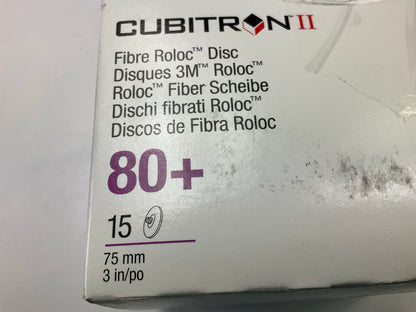 CUBITRON™ II
Fibre Roloc™ Disc
Disques 3M™ Roloc™
Roloc™ Fiber Scheibe
Dischi fibrati Roloc™
Discos de Fibra Roloc
80+
15
75 mm
3 in/po